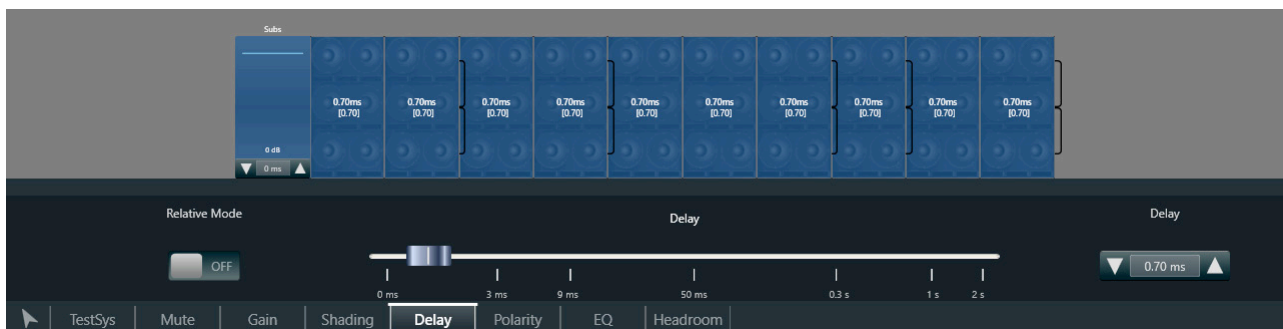 Subs
0.70ms 0.70ms 0.70ms 0.70ms 0.70ms 0.70ms 0.70ms 0.70ms 0.70ms 0.70ms
[0.70] [0.70] [0.70] [0.70] [0.70] [0.70] [0.70] [0.70] [0.70] [0.70]
0 dB
0 ms
Relative Mode Delay Delay
OFF 0.70 ms
0 ms 3 ms 9 ms 50 ms 0.3 s 1 s 2 s
TestSys Mute Gain Shading Delay Polarity EQ Headroom